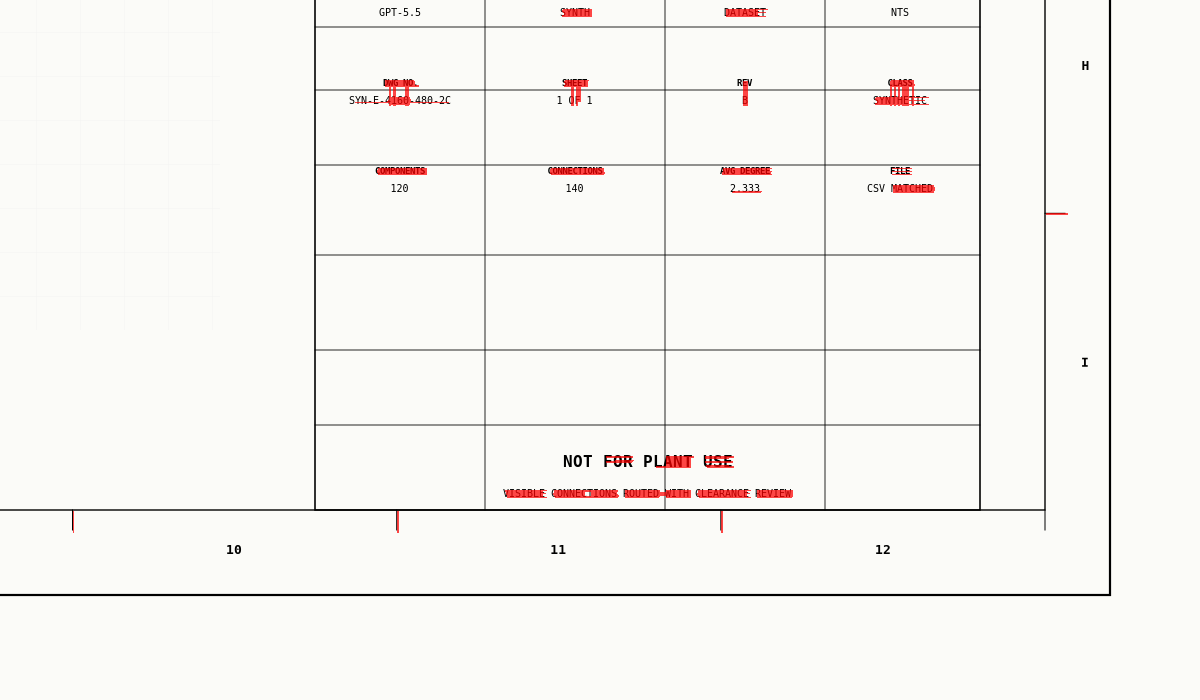 GPT-5.5 SYNTH DATASET NTS
H
DWG NO. SHEET REV CLASS
SYN-E-4160-480-2C 1 OF 1 B SYNTHETIC
COMPONENTS CONNECTIONS AVG DEGREE FILE
120 140 2.333 CSV MATCHED
I
NOT FOR PLANT USE
VISIBLE CONNECTIONS ROUTED WITH CLEARANCE REVIEW
10 11 12